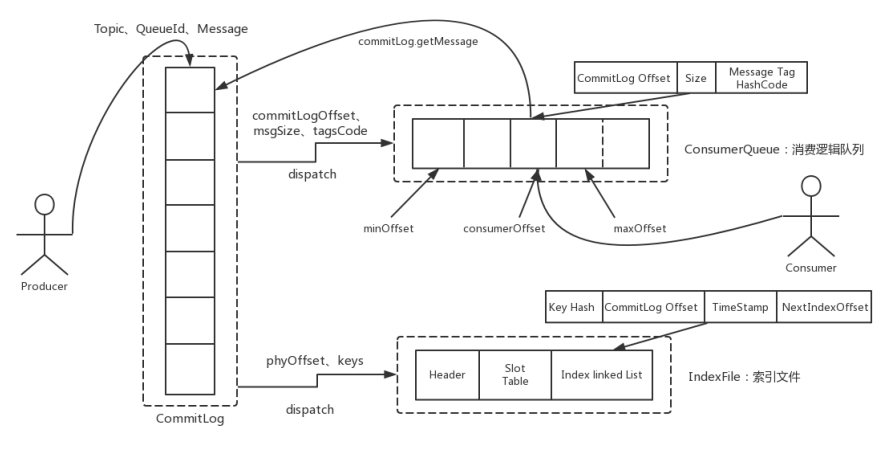 Topic、QueueId、Message
commitLog.getMessage
CommitLog Offset
Size
Message Tag
HashCode
commitLogOffset、
msgSize、tagsCode
dispatch
ConsumerQueue：消费逻辑队列
minOffset
consumerOffset
maxOffset
Producer
Consumer
Key Hash
CommitLog Offset
TimeStamp
NextIndexOffset
phyOffset、keys
dispatch
Header
Slot
Table
Index linked List
IndexFile：索引文件
CommitLog